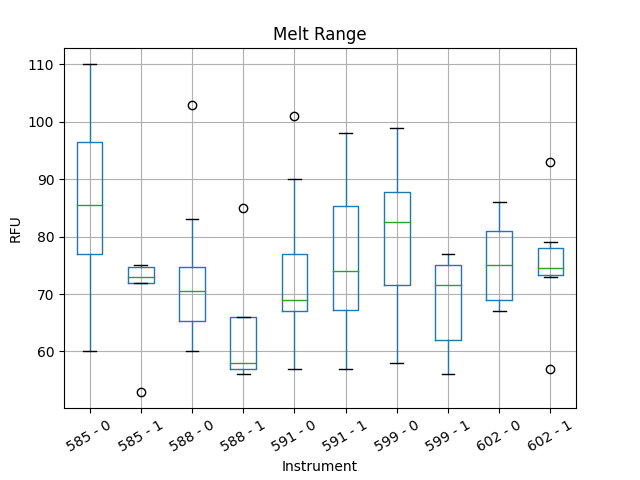 Melt Range
110
100
90
80
70
60
RFU
585 - 0
585 - 1
588 - 0
588 - 1
591 - 0
591 - 1
599 - 0
599 - 1
602 - 0
602 - 1
Instrument